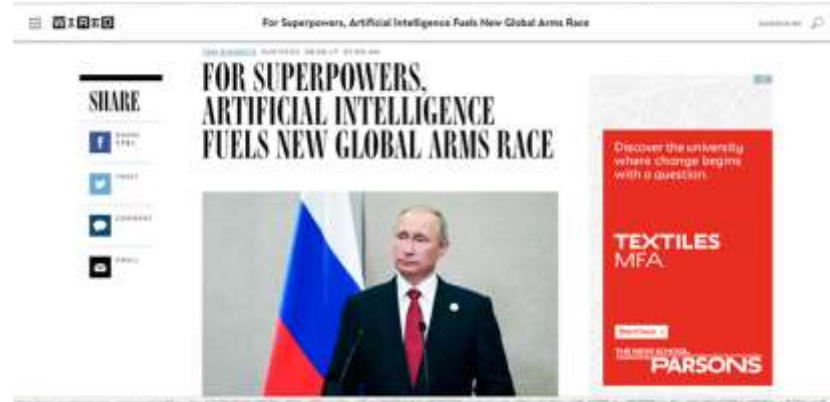 WIRED
For Superpowers, Artificial Intelligence Fuels New Global Arms Race
SUBSCRIBE
BUSINESS
FOR SUPERPOWERS,
ARTIFICIAL INTELLIGENCE
FUELS NEW GLOBAL ARMS RACE
SHARE
SHARE
TWEET
COMMENT
EMAIL
Discover the university
where change begins
with a question.
TEXTILES
MFA
THE NEW SCHOOL
PARSONS